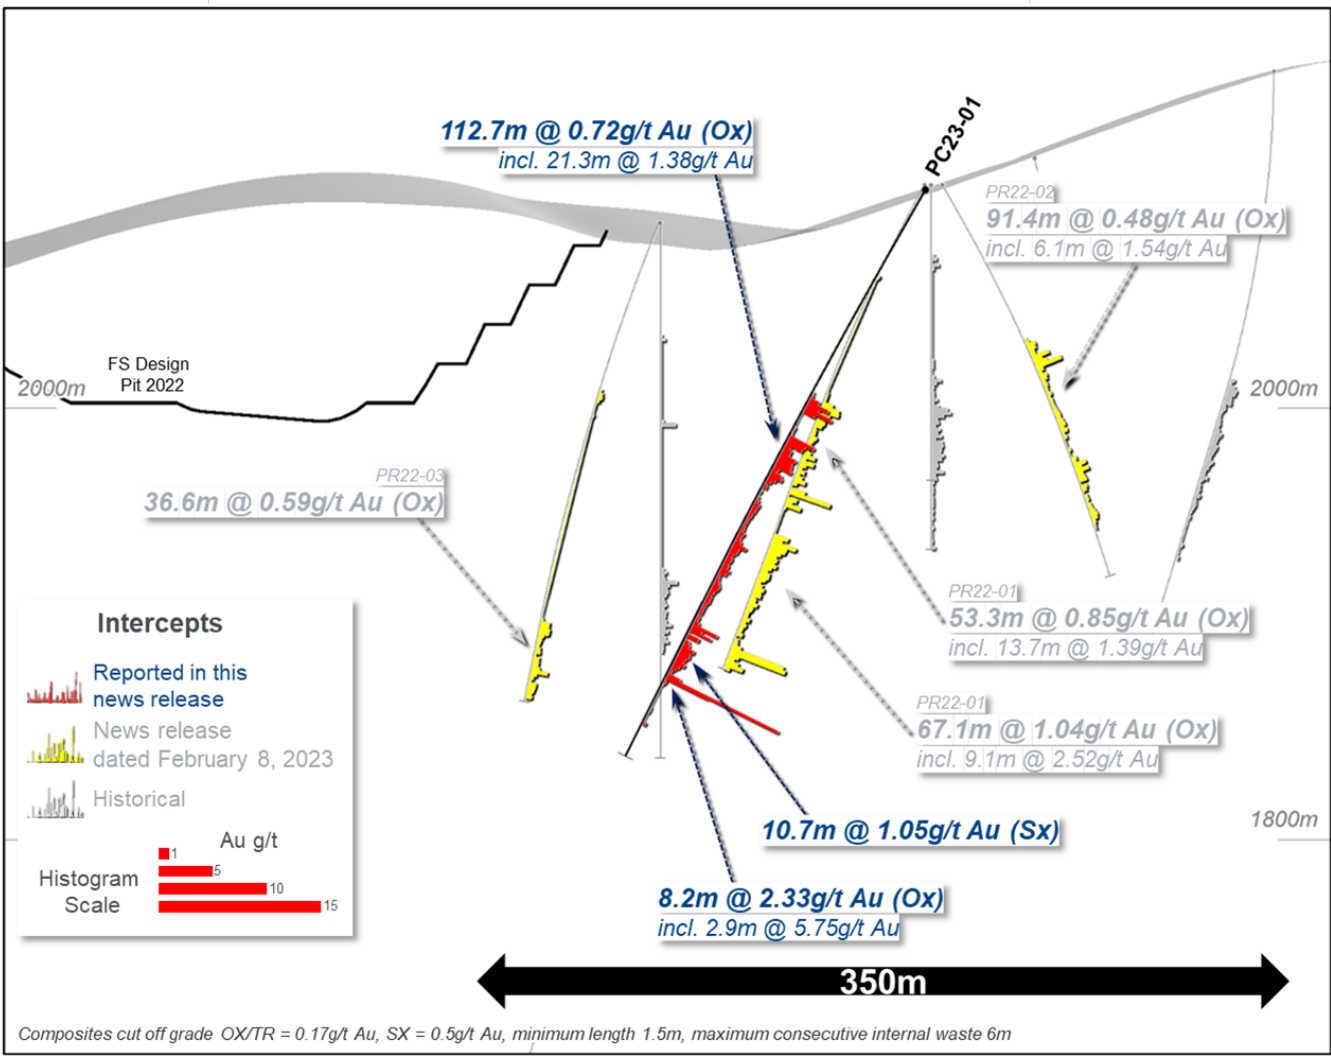 PC23-01
112.7m @ 0.72g/t Au (Ox)
incl. 21.3m @ 1.38g/t Au
PR22-02
91.4m @ 0.48g/t Au (Ox)
incl. 6.1m @ 1.54g/t Au
FS Design
Pit 2022
2000m
2000m
PR22-03
36.6m @ 0.59g/t Au (Ox)
PR22-01
53.3m @ 0.85g/t Au (Ox)
incl. 13.7m @ 1.39g/t Au
PR22-01
67.1m @ 1.04g/t Au (Ox)
incl. 9.1m @ 2.52g/t Au
Intercepts
Reported in this
news release
News release
dated February 8, 2023
Historical
Au g/t
1
5
10
15
Histogram
Scale
1800m
10.7m @ 1.05g/t Au (Sx)
8.2m @ 2.33g/t Au (Ox)
incl. 2.9m @ 5.75g/t Au
350m
Composites cut off grade OX/TR = 0.17g/t Au, SX = 0.5g/t Au, minimum length 1.5m, maximum consecutive internal waste 6m